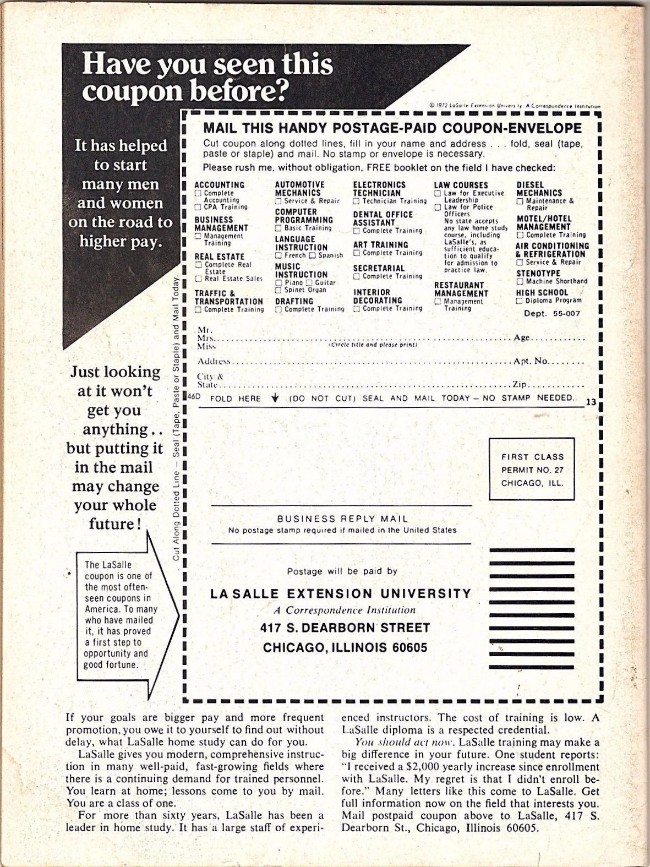 Have you seen this
coupon before?
© 1972 LaSalle Extension University A Correspondence Institution
It has helped
to start
many men
and women
on the road to
higher pay.
Just looking
at it won't
get you
anything . .
but putting it
in the mail
may change
your whole
future!
The LaSalle
coupon is one of
the most often-
seen coupons in
America. To many
who have mailed
it, it has proved
a first step to
opportunity and
good fortune.
Cut Along Dotted Line — Seal (Tape, Paste or Staple) and Mail Today.
MAIL THIS HANDY POSTAGE-PAID COUPON-ENVELOPE
Cut coupon along dotted lines, fill in your name and address . . . fold, seal (tape,
paste or staple) and mail. No stamp or envelope is necessary.
Please rush me, without obligation, FREE booklet on the field I have checked:
ACCOUNTING
☐ Complete
Accounting
☐ CPA Training
BUSINESS
MANAGEMENT
☐ Management
Training
REAL ESTATE
☐ Complete Real
Estate
☐ Real Estate Sales
TRAFFIC &
TRANSPORTATION
☐ Complete Training
AUTOMOTIVE
MECHANICS
☐ Service & Repair
COMPUTER
PROGRAMMING
☐ Basic Training
LANGUAGE
INSTRUCTION
☐ French ☐ Spanish
MUSIC
INSTRUCTION
☐ Piano ☐ Guitar
☐ Spinet Organ
DRAFTING
☐ Complete Training
ELECTRONICS
TECHNICIAN
☐ Technician Training
DENTAL OFFICE
ASSISTANT
☐ Complete Training
ART TRAINING
☐ Complete Training
SECRETARIAL
☐ Complete Training
INTERIOR
DECORATING
☐ Complete Training
LAW COURSES
☐ Law for Executive
Leadership
☐ Law for Police
Officers
No state accepts
any law home study
course, including
LaSalle's, as
sufficient educa-
tion to qualify
for admission to
practice law.
RESTAURANT
MANAGEMENT
☐ Management
Training
DIESEL
MECHANICS
☐ Maintenance &
Repair
MOTEL/HOTEL
MANAGEMENT
☐ Complete Training
AIR CONDITIONING
& REFRIGERATION
☐ Service & Repair
STENOTYPE
☐ Machine Shorthand
HIGH SCHOOL
☐ Diploma Program
Dept. 55-007
Mr.
Mrs. Age
Miss (Circle title and please print)
Address Apt. No.
City &
State Zip
46D FOLD HERE ↓ (DO NOT CUT) SEAL AND MAIL TODAY — NO STAMP NEEDED. 13
FIRST CLASS
PERMIT NO. 27
CHICAGO, ILL.
BUSINESS REPLY MAIL
No postage stamp required if mailed in the United States
Postage will be paid by
LA SALLE EXTENSION UNIVERSITY
A Correspondence Institution
417 S. DEARBORN STREET
CHICAGO, ILLINOIS 60605
If your goals are bigger pay and more frequent
promotion, you owe it to yourself to find out without
delay, what LaSalle home study can do for you.
LaSalle gives you modern, comprehensive instruc-
tion in many well-paid, fast-growing fields where
there is a continuing demand for trained personnel.
You learn at home; lessons come to you by mail.
You are a class of one.
For more than sixty years, LaSalle has been a
leader in home study. It has a large staff of experi-
enced instructors. The cost of training is low. A
LaSalle diploma is a respected credential.
You should act now. LaSalle training may make a
big difference in your future. One student reports:
"I received a $2,000 yearly increase since enrollment
with LaSalle. My regret is that I didn't enroll be-
fore." Many letters like this come to LaSalle. Get
full information now on the field that interests you.
Mail postpaid coupon above to LaSalle, 417 S.
Dearborn St., Chicago, Illinois 60605.